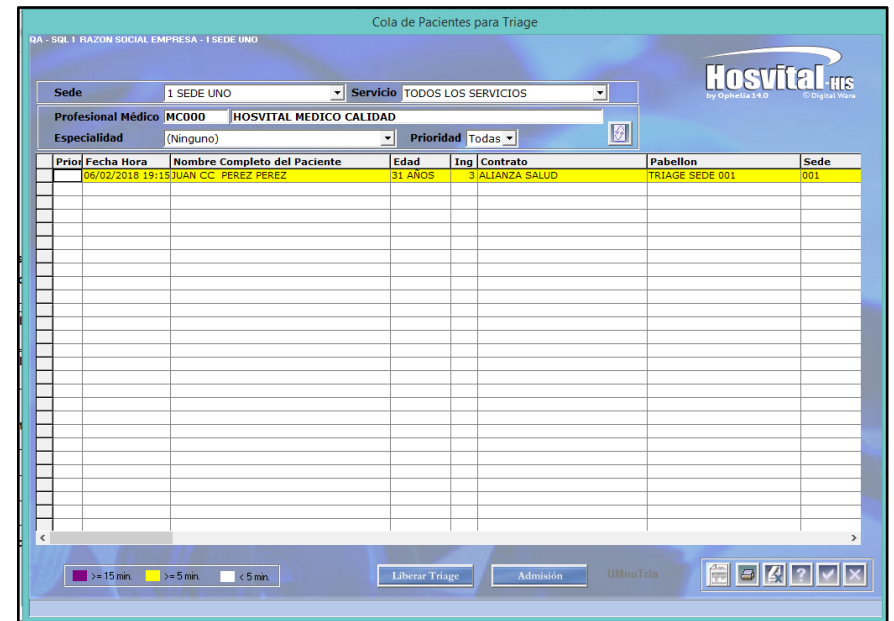 Cola de Pacientes para Triage
QA - SQL 1 RAZON SOCIAL EMPRESA - 1 SEDE UNO
Hosvital-HIS
by Ophelia 14.0 © Digital Ware
Sede 1 SEDE UNO Servicio TODOS LOS SERVICIOS
Profesional Médico MC000 HOSVITAL MEDICO CALIDAD
Especialidad (Ninguno) Prioridad Todas
Prior Fecha Hora Nombre Completo del Paciente Edad Ing Contrato Pabellon Sede
06/02/2018 19:15 JUAN CC PEREZ PEREZ 31 AÑOS 3 ALIANZA SALUD TRIAGE SEDE 001 001
>= 15 min. >= 5 min. < 5 min. Liberar Triage Admisión UMnuTria